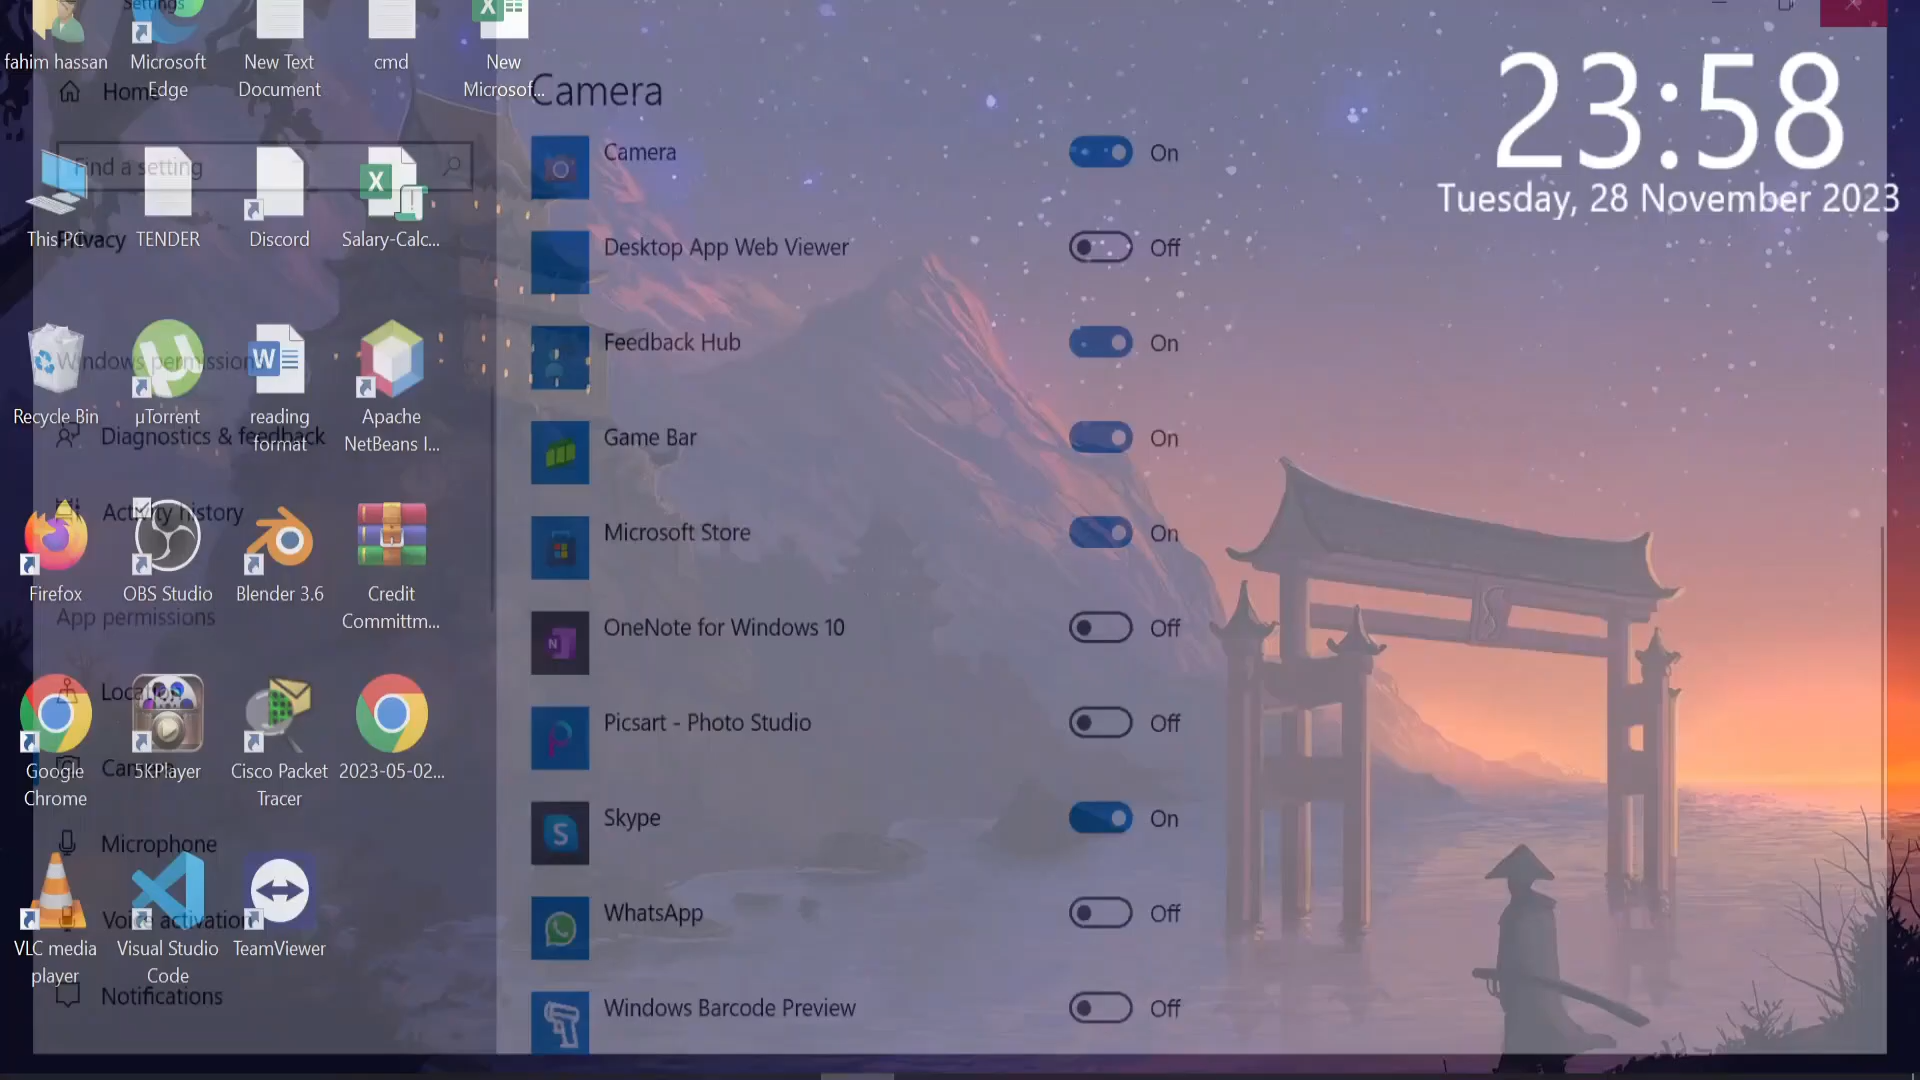 Settings
fahim hassan
Microsoft
Edge
New Text
Document
cmd
New
Microsof...
Home
Find a setting
This PC
TENDER
Discord
Salary-Calc...
Privacy
Recycle Bin
µTorrent
reading
format
Apache
NetBeans I...
Windows permissions
Diagnostics & feedback
Activity history
Firefox
OBS Studio
Blender 3.6
Credit
Committm...
App permissions
Location
Google
Chrome
5KPlayer
Cisco Packet
Tracer
2023-05-02...
Camera
Microphone
Voice activation
VLC media
player
Visual Studio
Code
TeamViewer
Notifications
Camera
Camera On
Desktop App Web Viewer Off
Feedback Hub On
Game Bar On
Microsoft Store On
OneNote for Windows 10 Off
Picsart - Photo Studio Off
Skype On
WhatsApp Off
Windows Barcode Preview Off
23:58
Tuesday, 28 November 2023